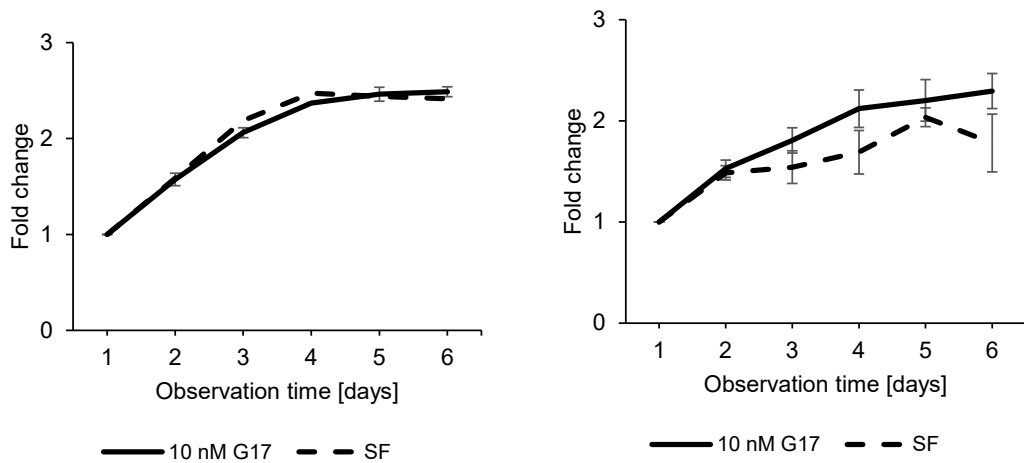 3
2
1
0
Fold change
1 2 3 4 5 6
Observation time [days]
10 nM G17 SF
3
2
1
0
Fold change
1 2 3 4 5 6
Observation time [days]
10 nM G17 SF